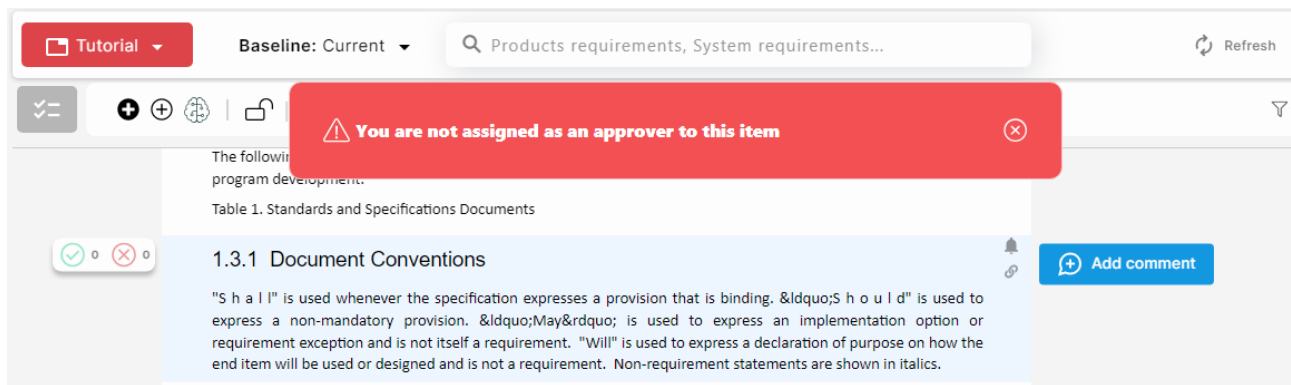 Tutorial
Baseline: Current
Products requirements, System requirements...
Refresh
You are not assigned as an approver to this item
The
program development.
Table 1. Standards and Specifications Documents
0 0
1.3.1 Document Conventions
Add comment
"S h a l l" is used whenever the specification expresses a provision that is binding. &ldquo;S h o u l d" is used to
express a non-mandatory provision. &ldquo;May&rdquo; is used to express an implementation option or
requirement exception and is not itself a requirement. "Will" is used to express a declaration of purpose on how the
end item will be used or designed and is not a requirement. Non-requirement statements are shown in italics.